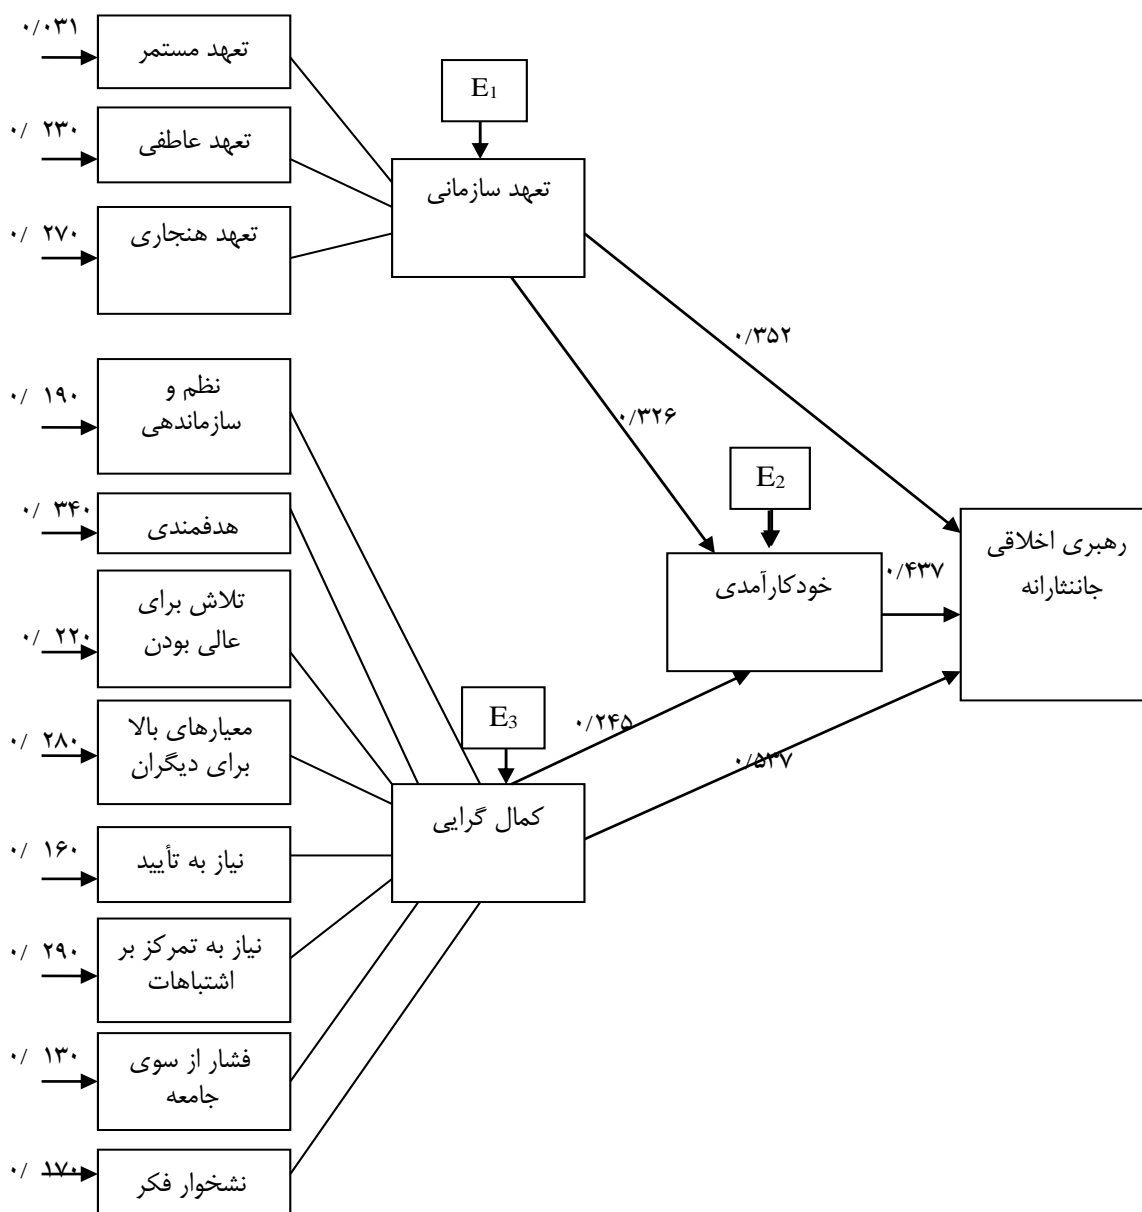 ۰/۰۳۱
تعهد مستمر
E₁
۰/ ۲۳۰
تعهد عاطفی
تعهد سازمانی
۰/ ۲۷۰
تعهد هنجاری
۰/۳۵۲
۰/ ۱۹۰
نظم و
سازماندهی
۰/۳۲۶
E₂
۰/ ۳۴۰
هدفمندی
رهبری اخلاقی
جاننثارانه
۰/۴۳۷
خودکارآمدی
۰/ ۲۲۰
تلاش برای
عالی بودن
E₃
۰/۲۴۵
۰/ ۲۸۰
معیارهای بالا
برای دیگران
۰/۵۳۷
کمال گرایی
۰/ ۱۶۰
نیاز به تأیید
۰/ ۲۹۰
نیاز به تمرکز بر
اشتباهات
۰/ ۱۳۰
فشار از سوی
جامعه
۰/ ۱۷۰
نشخوار فکر